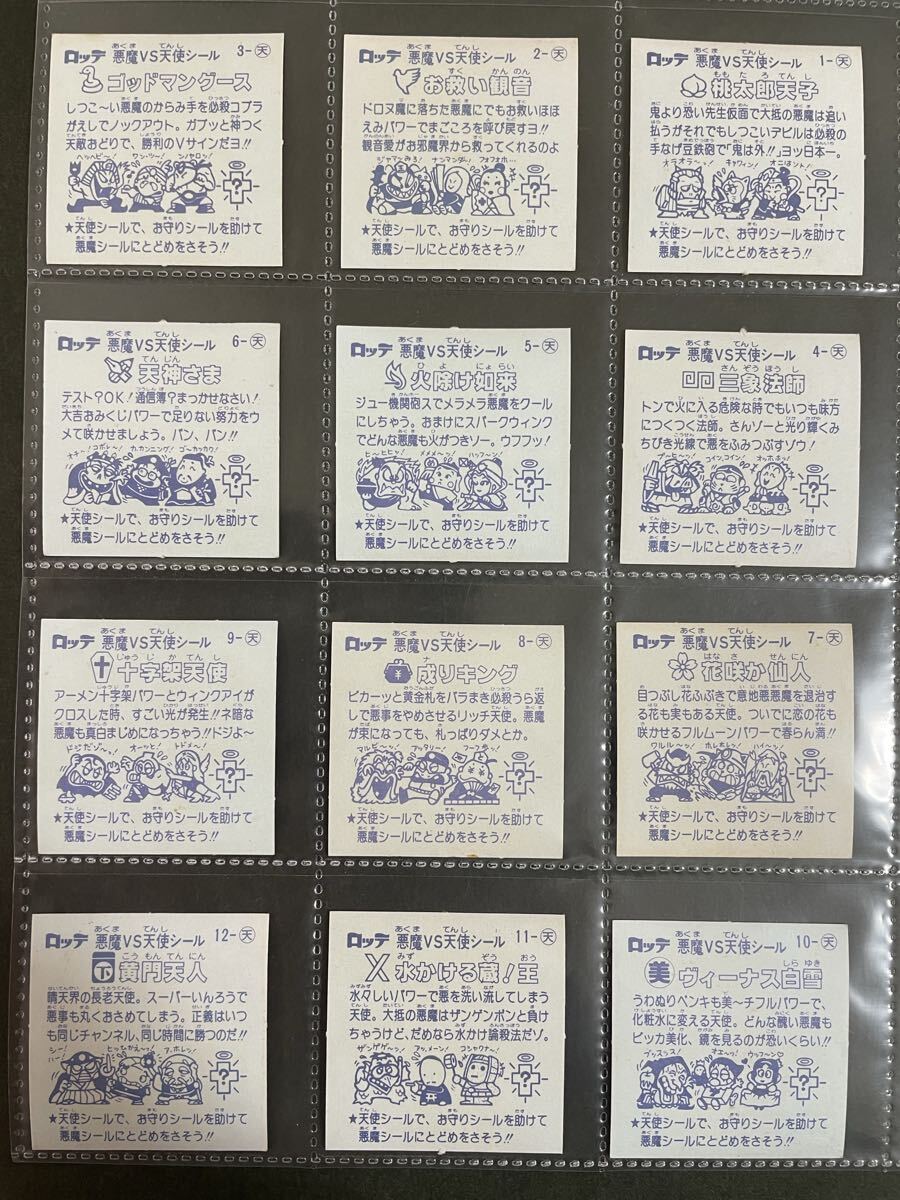 ロッテ 悪魔VS天使シール 3-天
ゴッドマングース
しつこ～い悪魔のからみ手を必殺コブラ
がえしでノックアウト。ガブッと神つく
天敵おどりで、勝利のVサインだヨ!!
★天使シールで、お守りシールを助けて
悪魔シールにとどめをさそう!!
ロッテ 悪魔VS天使シール 2-天
お救い観音
ドロヌ魔に落ちた悪魔にでもお救いほほ
えみパワーでまごころを呼び戻すヨ!!
観音愛がお邪魔界から救ってくれるのよ
★天使シールで、お守りシールを助けて
悪魔シールにとどめをさそう!!
ロッテ 悪魔VS天使シール 1-天
桃太郎天子
鬼より恐い先生仮面で大抵の悪魔は追い
払うがそれでもしつこいデビルは必殺の
手なげ豆鉄砲で「鬼は外!!」ヨッ日本一。
★天使シールで、お守りシールを助けて
悪魔シールにとどめをさそう!!
ロッテ 悪魔VS天使シール 6-天
天神さま
テスト?OK!通信簿?まっかせなさい!
大吉おみくじパワーで足りない努力をウ
メて咲かせましょう。パン、パン!!
★天使シールで、お守りシールを助けて
悪魔シールにとどめをさそう!!
ロッテ 悪魔VS天使シール 5-天
火除け如来
ジュー機関砲スでメラメラ悪魔をクール
にしちゃう。おまけにスパークウィング
でどんな悪魔も火がつきソー。ウフフッ!
ヒ～ヒヒッ! メメメ～ッ! ハッフ～ン!
★天使シールで、お守りシールを助けて
悪魔シールにとどめをさそう!!
ロッテ 悪魔VS天使シール 4-天
三象法師
トンで火に入る危険な時でもいつも味方
につくつく法師。さんゾーと光り輝くみ
ちびき光線で悪をふみつぶすゾウ!
★天使シールで、お守りシールを助けて
悪魔シールにとどめをさそう!!
ロッテ 悪魔VS天使シール 9-天
十字架天使
アーメン十字架パワーとウィンクアイが
クロスした時、すごい光が発生!!ネ暗な
悪魔も真白まじめになっちゃう!!ドジよ～
★天使シールで、お守りシールを助けて
悪魔シールにとどめをさそう!!
ロッテ 悪魔VS天使シール 8-天
成りキング
ピカーッと黄金札をバラまき必殺うら返
しで悪事をやめさせるリッチ天使。悪魔
が束になっても、札っぱりダメとか。
★天使シールで、お守りシールを助けて
悪魔シールにとどめをさそう!!
ロッテ 悪魔VS天使シール 7-天
花咲か仙人
目つぶし花ふぶきで意地悪悪魔を退治す
る花も実もある天使。ついでに恋の花も
咲かせるフルムーンパワーで春らん満!!
★天使シールで、お守りシールを助けて
悪魔シールにとどめをさそう!!
ロッテ 悪魔VS天使シール 12-天
黄門天人
晴天界の長老天使。スーパーいんろうで
悪事も丸くおさめてしまう。正義はいつ
も同じチャンネル、同じ時間に勝つのだ!!
★天使シールで、お守りシールを助けて
悪魔シールにとどめをさそう!!
ロッテ 悪魔VS天使シール 11-天
水かける蔵!王
水々しいパワーで悪を洗い流してしまう
天使。大抵の悪魔はザンゲンポンと負け
ちゃうけど、だめなら水かけ論殺法だゾ。
★天使シールで、お守りシールを助けて
悪魔シールにとどめをさそう!!
ロッテ 悪魔VS天使シール 10-天
美 ヴィーナス白雪
うわぬりペンキも美～チフルパワーで、
化粧水に変える天使。どんな醜い悪魔も
ピッカ美化、鏡を見るのが恐いくらい!!
★天使シールで、お守りシールを助けて
悪魔シールにとどめをさそう!!